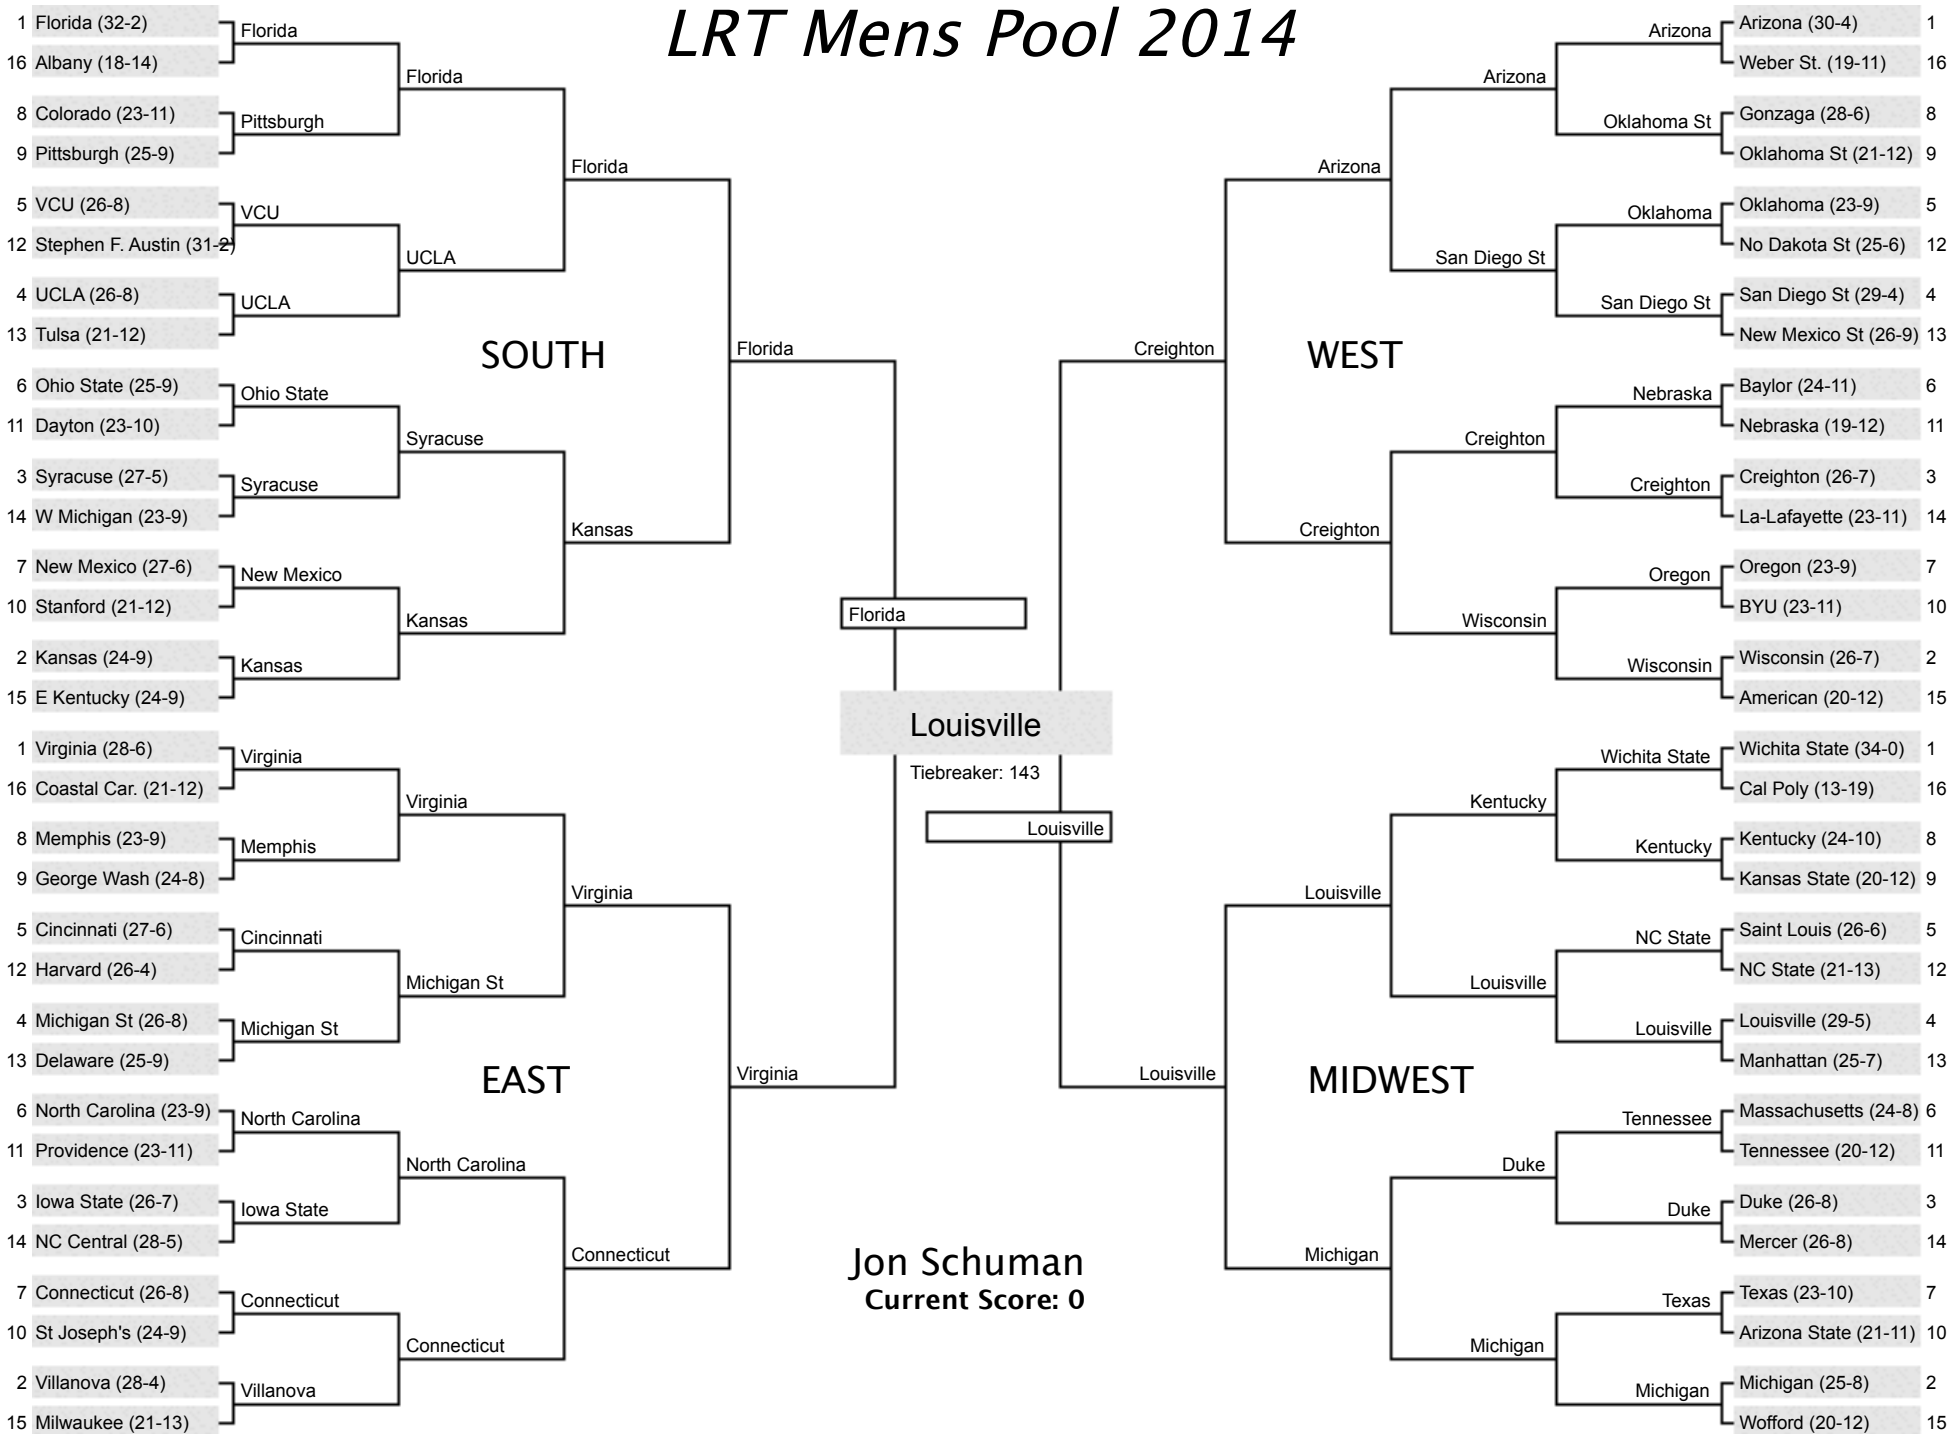 LRT Mens Pool 2014
1 Florida (32-2)
16 Albany (18-14)
8 Colorado (23-11)
9 Pittsburgh (25-9)
5 VCU (26-8)
12 Stephen F. Austin (31-2)
4 UCLA (26-8)
13 Tulsa (21-12)
6 Ohio State (25-9)
11 Dayton (23-10)
3 Syracuse (27-5)
14 W Michigan (23-9)
7 New Mexico (27-6)
10 Stanford (21-12)
2 Kansas (24-9)
15 E Kentucky (24-9)
Florida
Pittsburgh
VCU
UCLA
Ohio State
Syracuse
New Mexico
Kansas
Florida
UCLA
Syracuse
Kansas
Florida
Kansas
SOUTH
Florida
1 Virginia (28-6)
16 Coastal Car. (21-12)
8 Memphis (23-9)
9 George Wash (24-8)
5 Cincinnati (27-6)
12 Harvard (26-4)
4 Michigan St (26-8)
13 Delaware (25-9)
6 North Carolina (23-9)
11 Providence (23-11)
3 Iowa State (26-7)
14 NC Central (28-5)
7 Connecticut (26-8)
10 St Joseph's (24-9)
2 Villanova (28-4)
15 Milwaukee (21-13)
Virginia
Memphis
Cincinnati
Michigan St
North Carolina
Iowa State
Connecticut
Villanova
Virginia
Michigan St
North Carolina
Connecticut
Virginia
Connecticut
EAST
Virginia
Florida
Louisville
Tiebreaker: 143
Louisville
Jon Schuman
Current Score: 0
Creighton
WEST
Arizona
Creighton
Arizona
San Diego St
Creighton
Wisconsin
Arizona
Oklahoma St
Oklahoma
San Diego St
Nebraska
Creighton
Oregon
Wisconsin
Arizona (30-4) 1
Weber St. (19-11) 16
Gonzaga (28-6) 8
Oklahoma St (21-12) 9
Oklahoma (23-9) 5
No Dakota St (25-6) 12
San Diego St (29-4) 4
New Mexico St (26-9) 13
Baylor (24-11) 6
Nebraska (19-12) 11
Creighton (26-7) 3
La-Lafayette (23-11) 14
Oregon (23-9) 7
BYU (23-11) 10
Wisconsin (26-7) 2
American (20-12) 15
Louisville
MIDWEST
Louisville
Michigan
Kentucky
Louisville
Duke
Michigan
Wichita State
Kentucky
NC State
Louisville
Tennessee
Duke
Texas
Michigan
Wichita State (34-0) 1
Cal Poly (13-19) 16
Kentucky (24-10) 8
Kansas State (20-12) 9
Saint Louis (26-6) 5
NC State (21-13) 12
Louisville (29-5) 4
Manhattan (25-7) 13
Massachusetts (24-8) 6
Tennessee (20-12) 11
Duke (26-8) 3
Mercer (26-8) 14
Texas (23-10) 7
Arizona State (21-11) 10
Michigan (25-8) 2
Wofford (20-12) 15